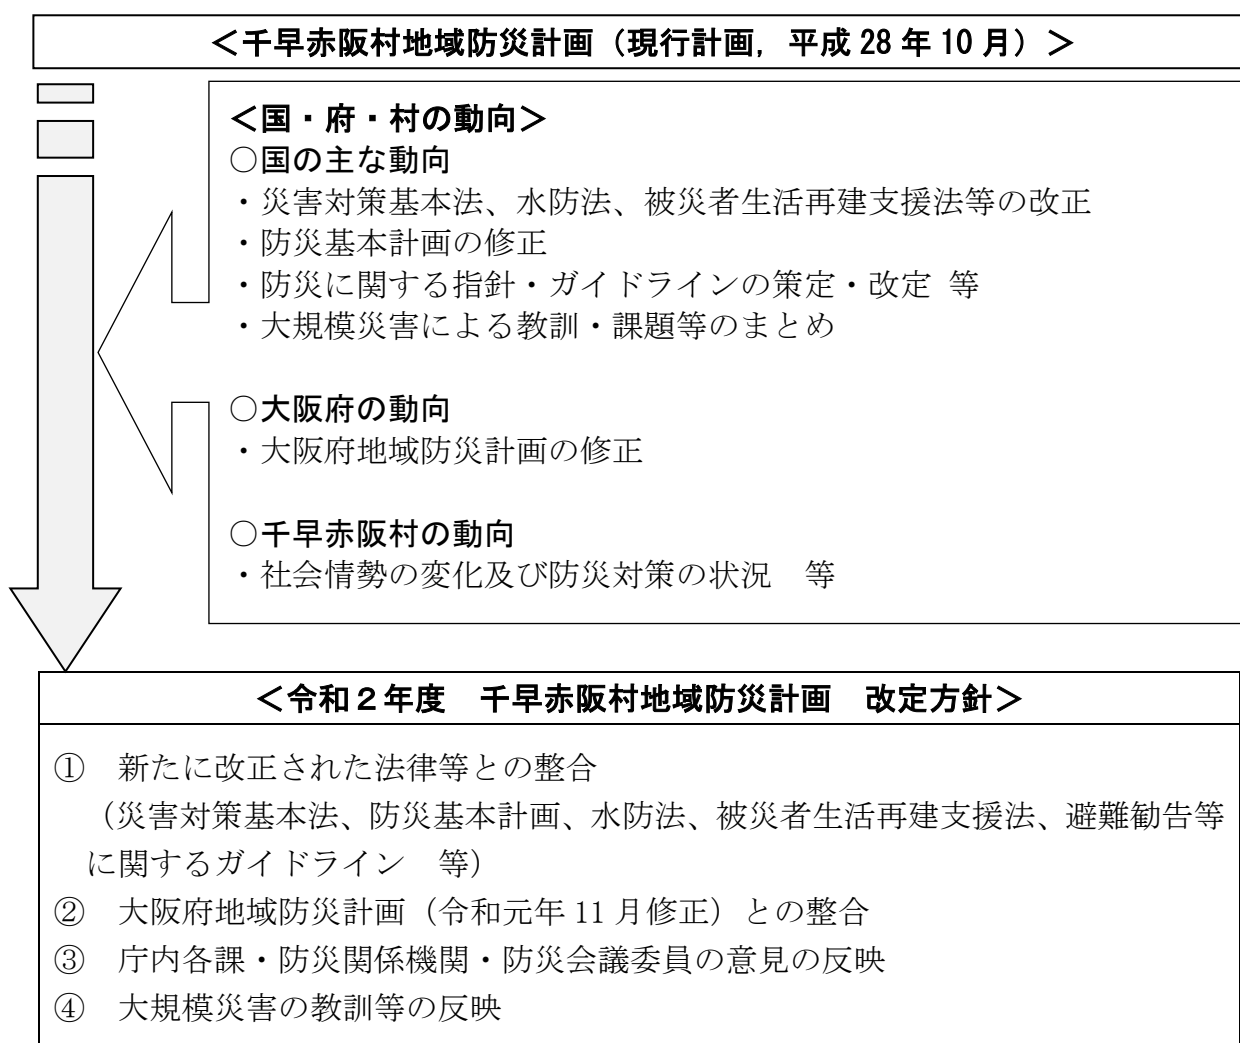 ＜千早赤阪村地域防災計画（現行計画，平成 28 年 10 月）＞
＜国・府・村の動向＞
○国の主な動向
・災害対策基本法、水防法、被災者生活再建支援法等の改正
・防災基本計画の修正
・防災に関する指針・ガイドラインの策定・改定 等
・大規模災害による教訓・課題等のまとめ
○大阪府の動向
・大阪府地域防災計画の修正
○千早赤阪村の動向
・社会情勢の変化及び防災対策の状況　等
＜令和２年度　千早赤阪村地域防災計画　改定方針＞
①　新たに改正された法律等との整合
（災害対策基本法、防災基本計画、水防法、被災者生活再建支援法、避難勧告等
に関するガイドライン　等）
②　大阪府地域防災計画（令和元年 11 月修正）との整合
③　庁内各課・防災関係機関・防災会議委員の意見の反映
④　大規模災害の教訓等の反映